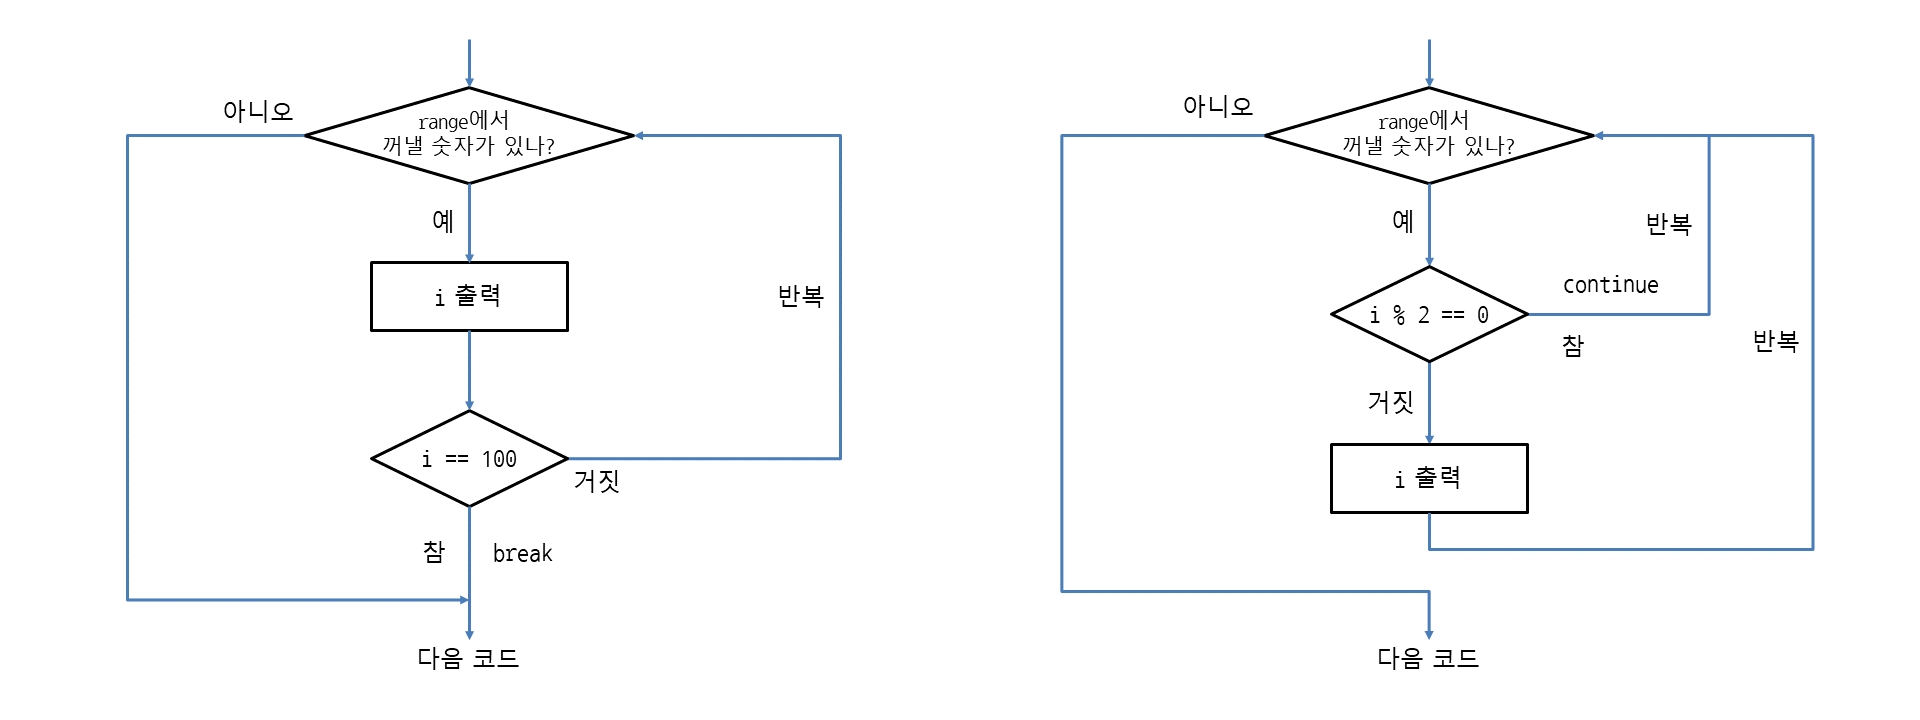 아니오
range에서
꺼낼 숫자가 있나?
예
i 출력
반복
i == 100
거짓
참
break
다음 코드
아니오
range에서
꺼낼 숫자가 있나?
예
반복
continue
i % 2 == 0
참
반복
거짓
i 출력
다음 코드